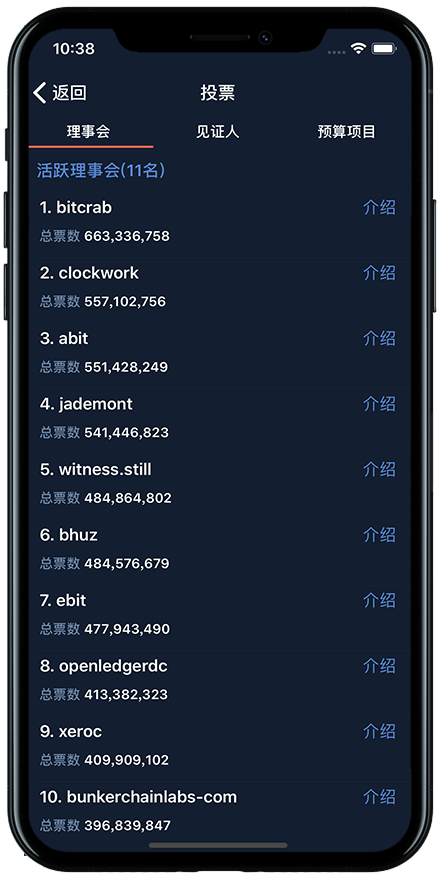 10:38
返回 投票
理事会 见证人 预算项目
活跃理事会(11名)
1. bitcrab 介绍
总票数 663,336,758
2. clockwork 介绍
总票数 557,102,756
3. abit 介绍
总票数 551,428,249
4. jademont 介绍
总票数 541,446,823
5. witness.still 介绍
总票数 484,864,802
6. bhuz 介绍
总票数 484,576,679
7. ebit 介绍
总票数 477,943,490
8. openledgerdc 介绍
总票数 413,382,323
9. xeroc 介绍
总票数 409,909,102
10. bunkerchainlabs-com 介绍
总票数 396,839,847